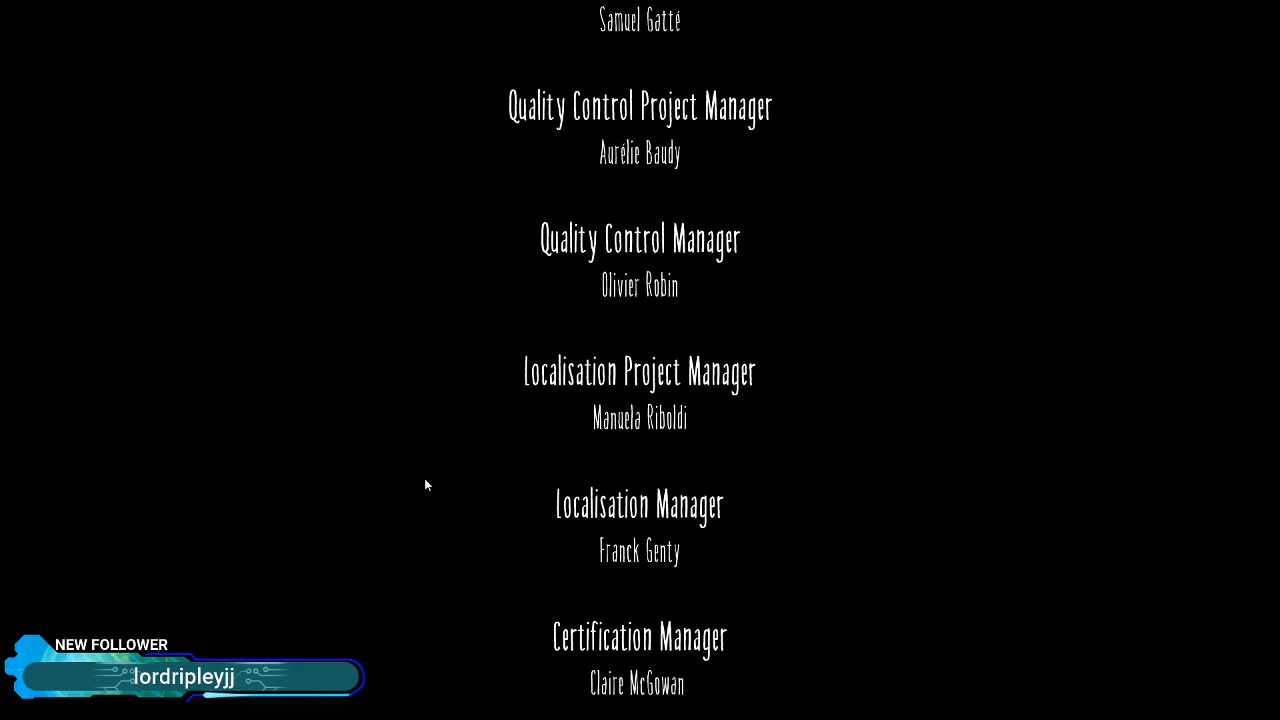 Samuel Gatté
Quality Control Project Manager
Aurélie Baudy
Quality Control Manager
Olivier Robin
Localisation Project Manager
Manuela Riboldi
Localisation Manager
Franck Genty
Certification Manager
Claire McGowan
NEW FOLLOWER
lordripleyjj